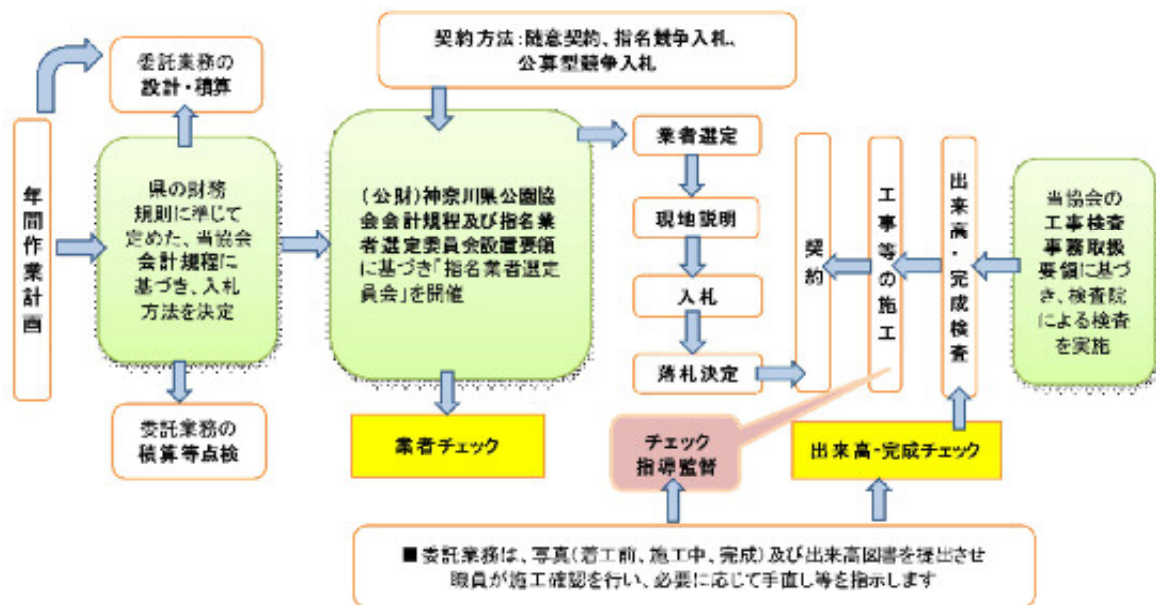 契約方法：随意契約、指名競争入札、
公募型競争入札
委託業務の
設計・積算
年間作業計画
県の財務
規則に準じて
定めた、当協会
会計規程に
基づき、入札
方法を決定
委託業務の
積算等点検
（公財）神奈川県公園協
会会計規程及び指名業
者選定委員会設置要領
に基づき「指名業者選定
員会」を開催
業者チェック
業者選定
現地説明
入札
落札決定
契約
工事等の施工
出来高・完成検査
当協会の
工事検査
事務取扱
要領に基づ
き、検査院
による検査
を実施
チェック
指導監督
出来高・完成チェック
■委託業務は、写真（着工前、施工中、完成）及び出来高図書を提出させ
職員が施工確認を行い、必要に応じて手直し等を指示します